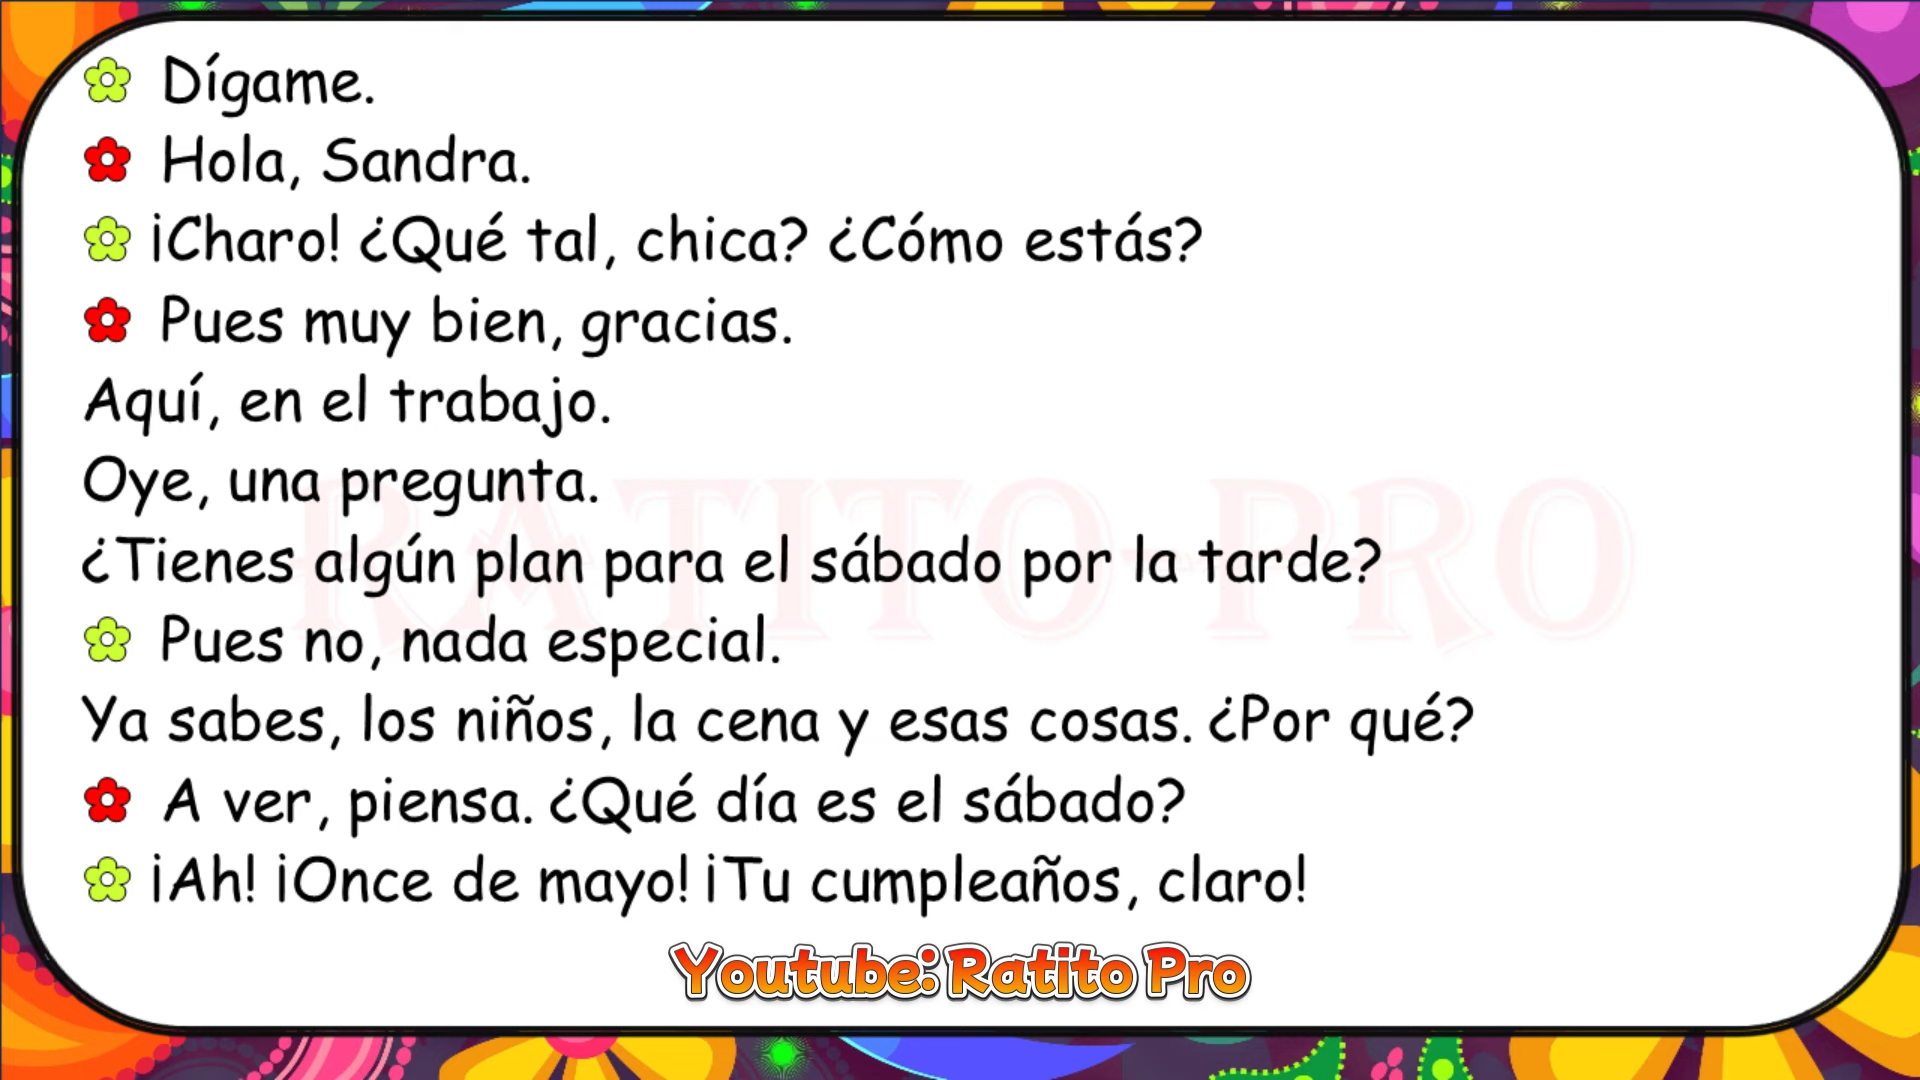 Dígame.
Hola, Sandra.
¡Charo! ¿Qué tal, chica? ¿Cómo estás?
Pues muy bien, gracias.
Aquí, en el trabajo.
Oye, una pregunta.
RATITO PRO
¿Tienes algún plan para el sábado por la tarde?
Pues no, nada especial.
Ya sabes, los niños, la cena y esas cosas. ¿Por qué?
A ver, piensa. ¿Qué día es el sábado?
¡Ah! ¡Once de mayo! ¡Tu cumpleaños, claro!
Youtube: Ratito Pro